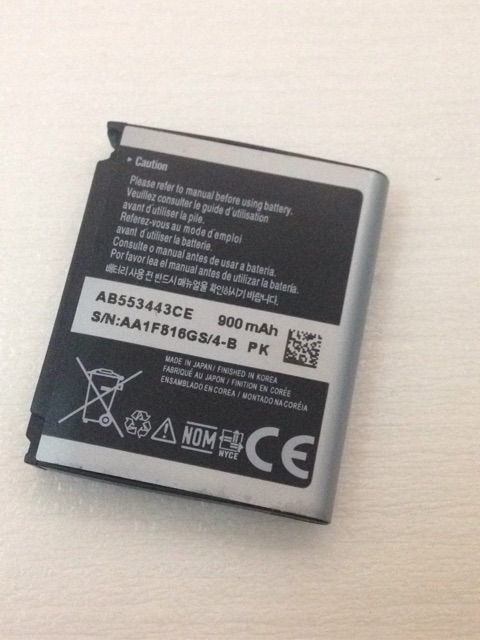 ▸ Caution
Please refer to manual before using battery.
Veuillez consulter le guide d'utilisation
avant d'utiliser la pile.
Referez-vous au mode d'emploi
avant d'utiliser la batterie.
Consulte o manual antes de usar a bateria.
Por favor lea el manual antes de utilizar la batería.
배터리 사용 전 반드시 매뉴얼을 확인하시기 바랍니다.
AB553443CE 900 mAh
S/N:AA1F816GS/4-B PK
MADE IN JAPAN / FINISHED IN KOREA
FABRIQUÉ AU JAPON / FINITION EN CORÉE
ENSAMBLADO EN COREA / MONTADO NA CORÉIA
NOM
NYCE
CE